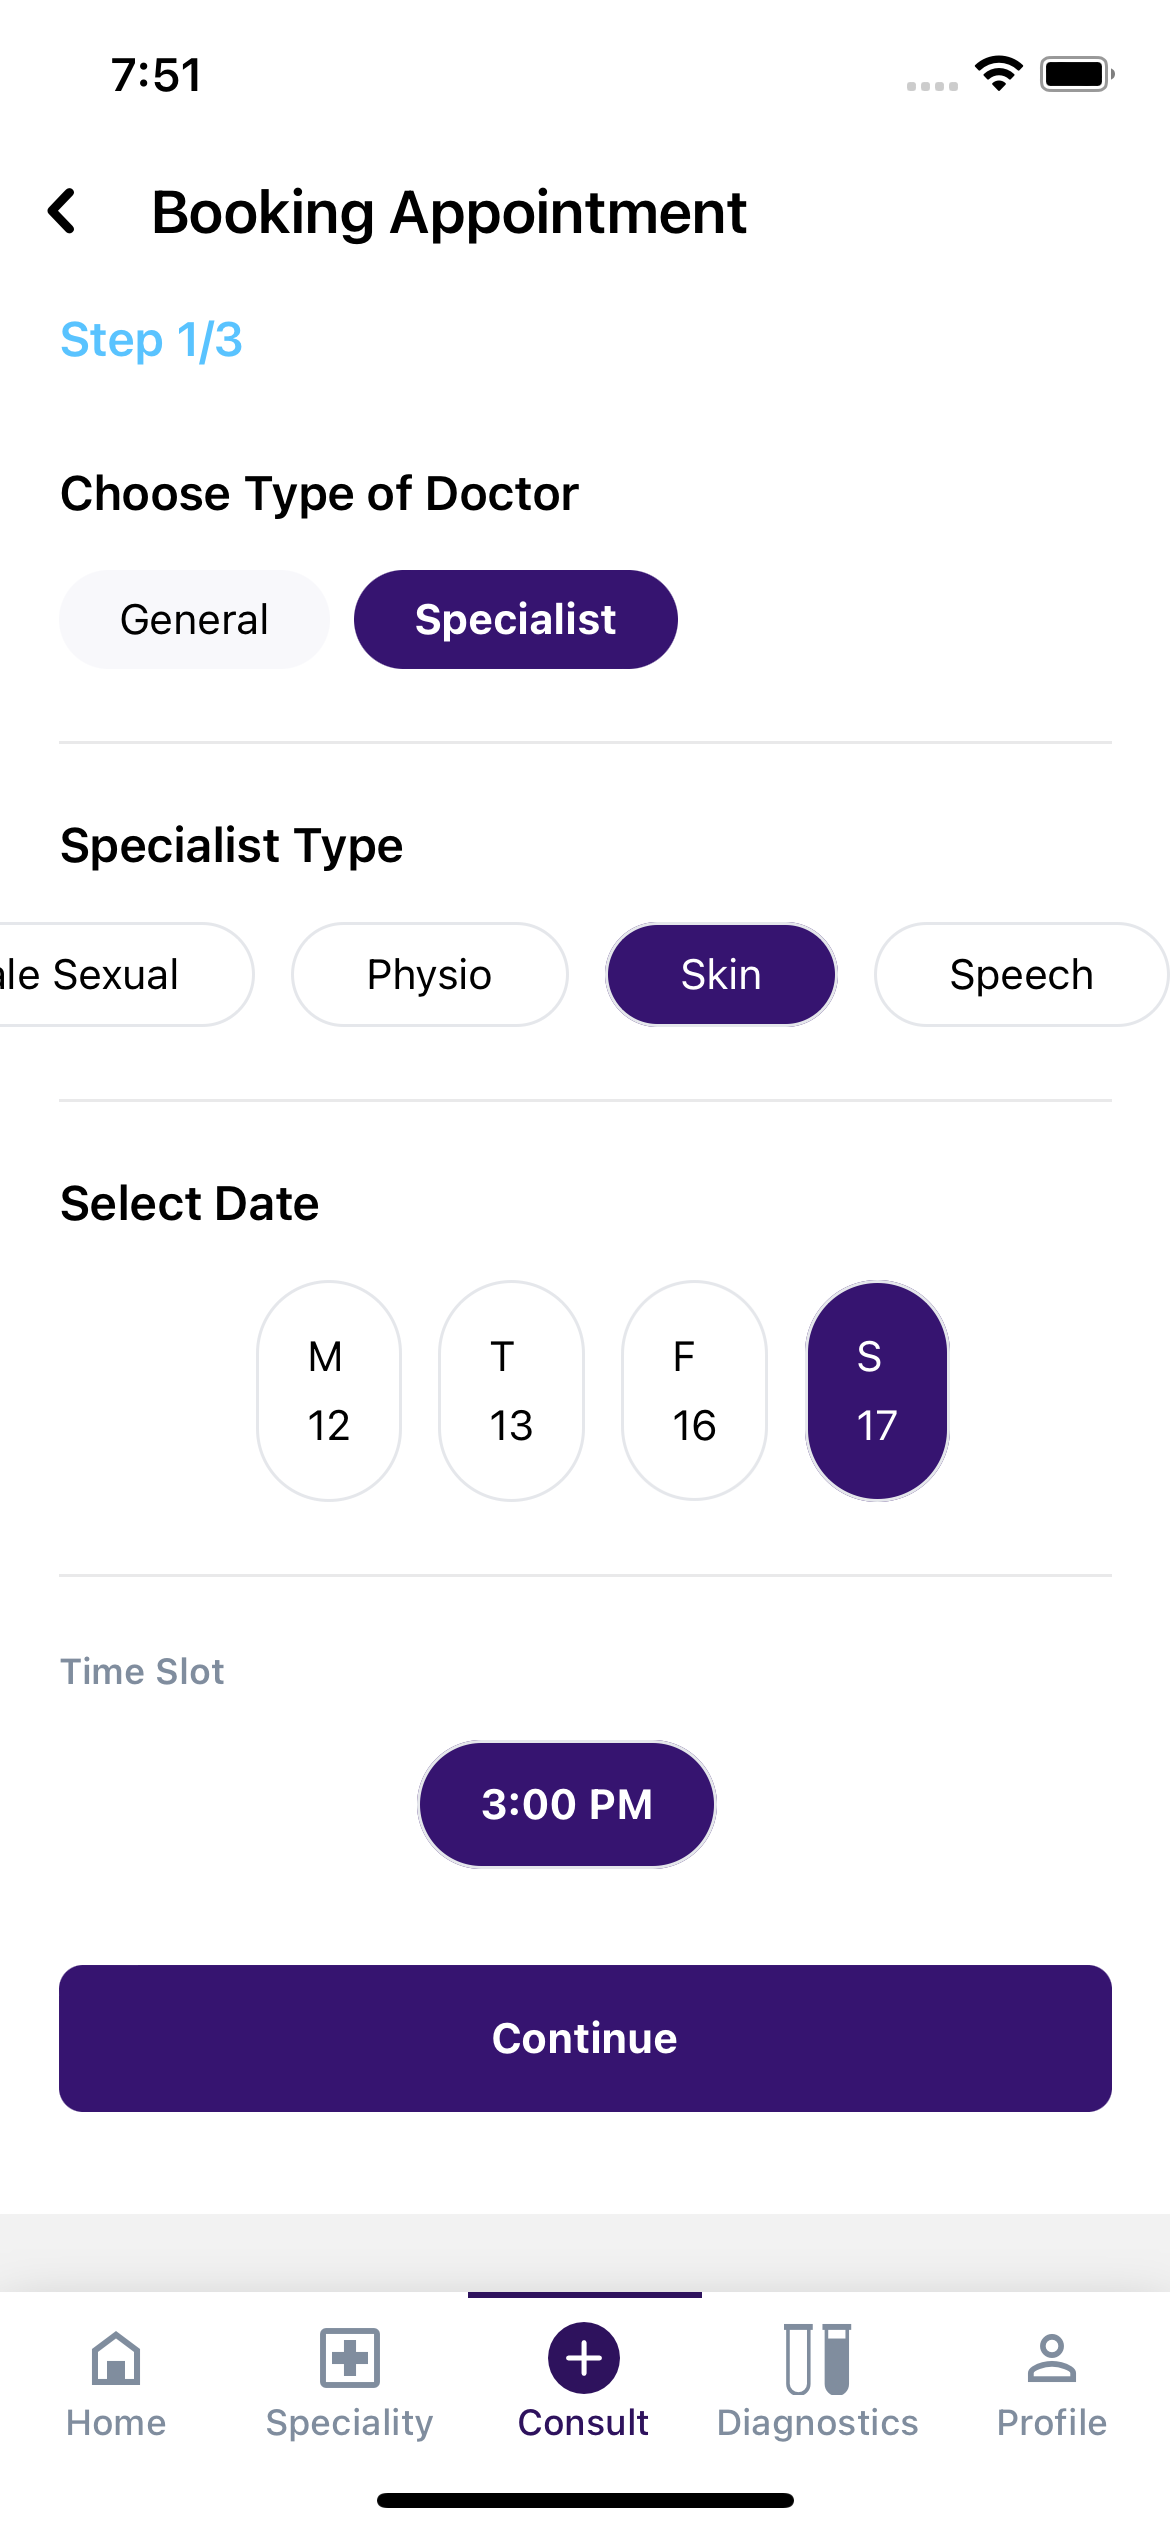 7:51
Booking Appointment
Step 1/3
Choose Type of Doctor
General Specialist
Specialist Type
ale Sexual Physio Skin Speech
Select Date
M T F S
12 13 16 17
Time Slot
3:00 PM
Continue
Home Speciality Consult Diagnostics Profile